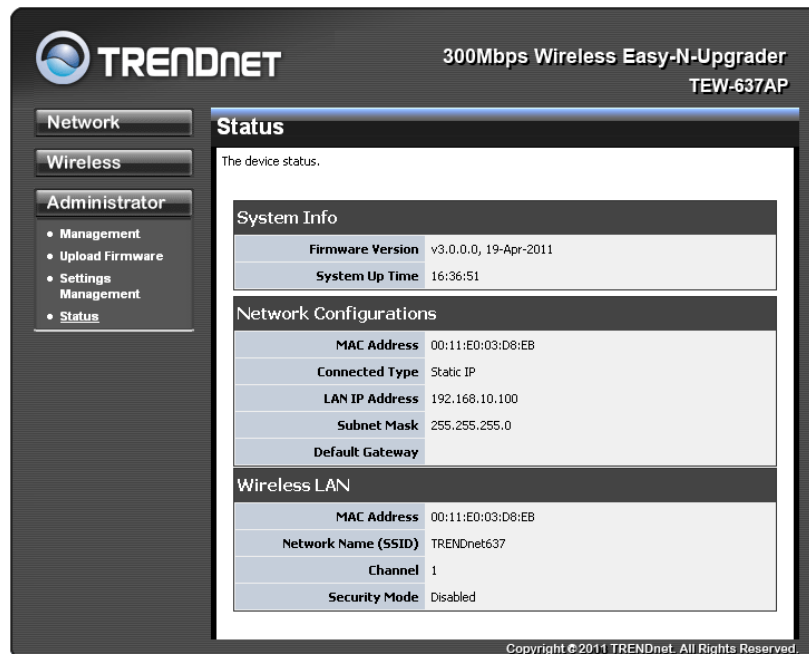 TRENDNET
300Mbps Wireless Easy-N-Upgrader
TEW-637AP
Network
Wireless
Administrator
Management
Upload Firmware
Settings
Management
Status
Status
The device status.
System Info
Firmware Version v3.0.0.0, 19-Apr-2011
System Up Time 16:36:51
Network Configurations
MAC Address 00:11:E0:03:D8:EB
Connected Type Static IP
LAN IP Address 192.168.10.100
Subnet Mask 255.255.255.0
Default Gateway
Wireless LAN
MAC Address 00:11:E0:03:D8:EB
Network Name (SSID) TRENDnet637
Channel 1
Security Mode Disabled
Copyright © 2011 TRENDnet. All Rights Reserved.